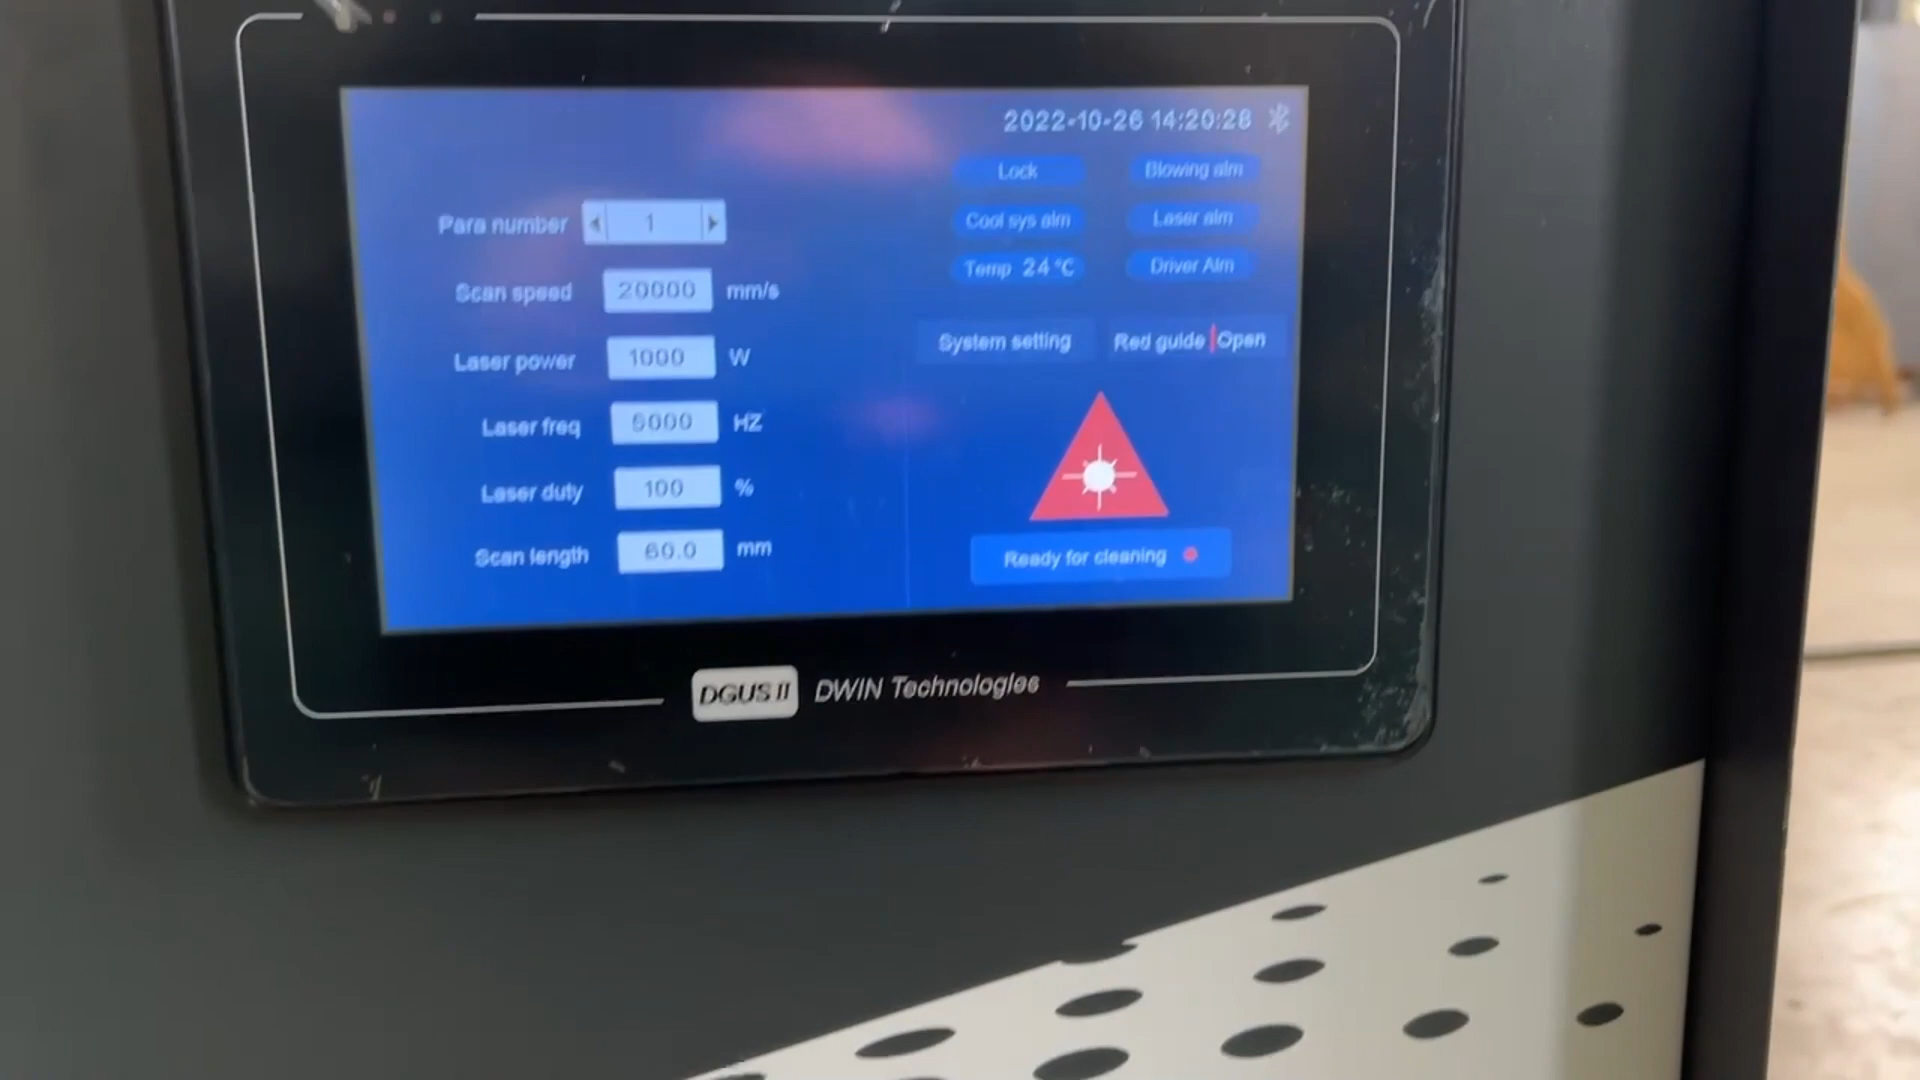 2022-10-26 14:20:28
Lock
Blowing alm
Para number 1
Cool sys alm
Laser alm
Temp 24℃
Driver Alm
Scan speed 20000 mm/s
System setting
Red guide Open
Laser power 1000 W
Laser freq 5000 HZ
Laser duty 100 %
Scan length 60.0 mm
Ready for cleaning
DGUS II DWIN Technologies